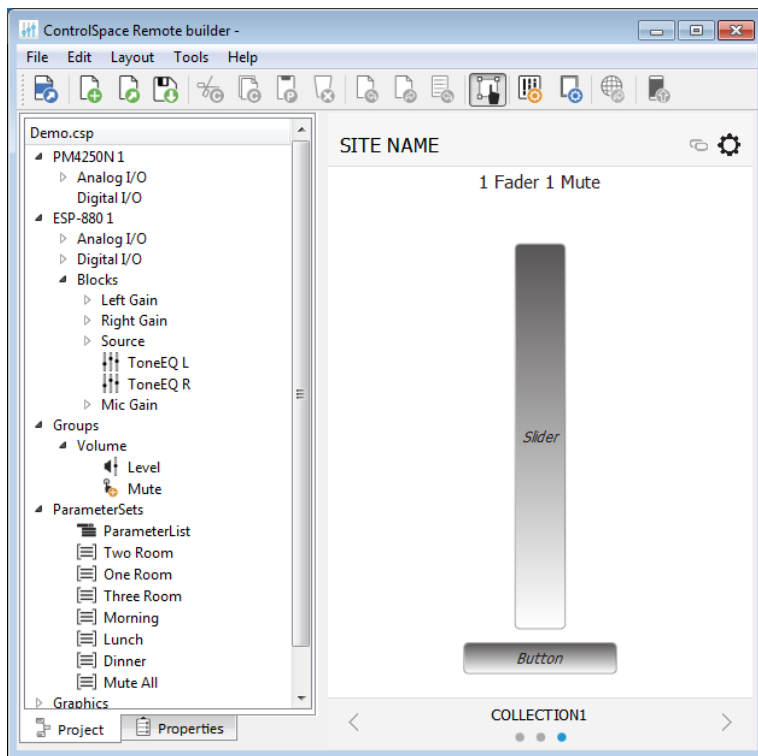 ControlSpace Remote builder -
File Edit Layout Tools Help
Demo.csp
PM4250N 1
Analog I/O
Digital I/O
ESP-880 1
Analog I/O
Digital I/O
Blocks
Left Gain
Right Gain
Source
ToneEQ L
ToneEQ R
Mic Gain
Groups
Volume
Level
Mute
ParameterSets
ParameterList
Two Room
One Room
Three Room
Morning
Lunch
Dinner
Mute All
Graphics
Project Properties
SITE NAME
1 Fader 1 Mute
Slider
Button
COLLECTION1